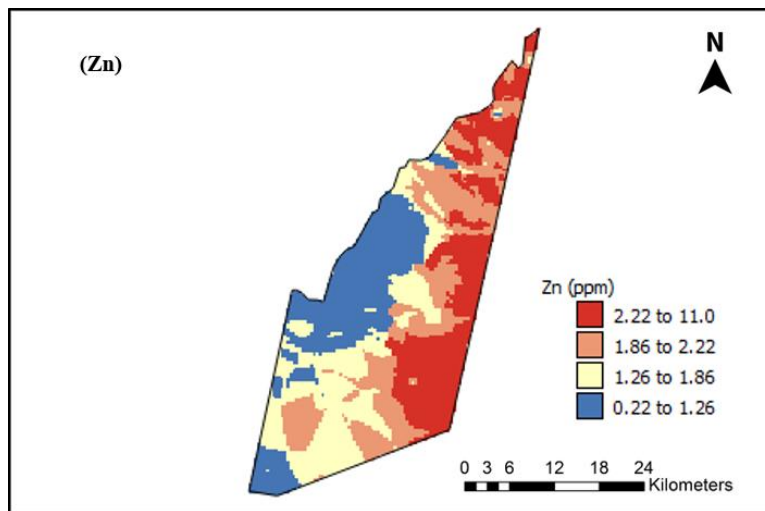 (Zn)
N
Zn (ppm)
2.22 to 11.0
1.86 to 2.22
1.26 to 1.86
0.22 to 1.26
0 3 6 12 18 24
Kilometers